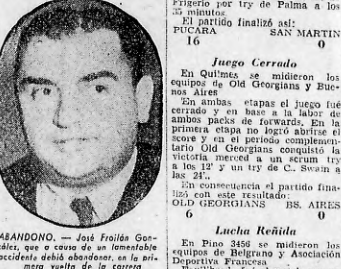 ABANDONO. — José Froilán Gon-
zález, que a causa de un lamentable
accidente debió abandonar, en la pri-
mera vuelta de la carrera
Frigerio por try de Palma a los
35 minutos.
El partido finalizó así:
PUCARA SAN MARTIN
16 0
Juego Cerrado
En Quilmes se midieron los
equipos de Old Georgians y Bue-
nos Aires
En ambas etapas el juego fué
cerrado y en base a la labor de
ambos packs de forwards. En la
primera etapa no logró abrirse el
score y en el período complemen-
tario Old Georgians conquistó la
victoria merced a un scrum try
a los 12' y un try de C. Swain a
las 24'.
En consecuencia el partido fina-
lizó con este resultado:
OLD GEORGIANS BS. AIRES
6 0
Lucha Reñida
En Pino 3456 se midieron los
equipos de Belgrano y Asociación
Deportiva Francesa